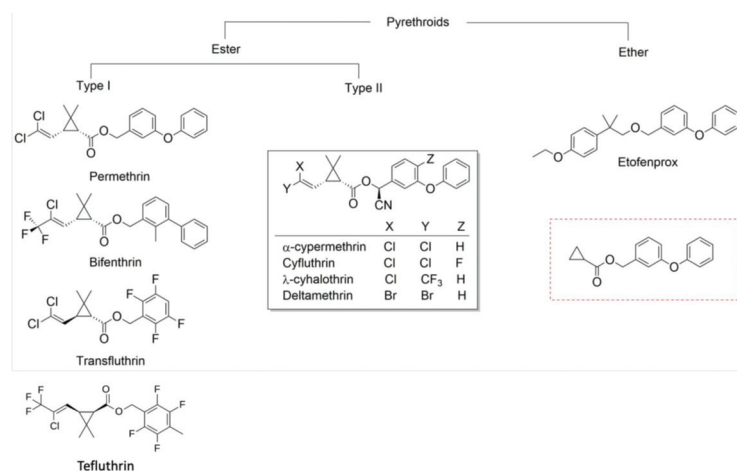 Pyrethroids
Ester
Ether
Type I
Type II
Cl
Cl
O
O
O
Permethrin
F
F
F
Cl
O
O
Bifenthrin
Cl
Cl
O
O
F
F
F
F
Transfluthrin
F
F
F
Cl
O
O
F
F
F
F
Tefluthrin
X
Y
O
O
CN
Z
O
X Y Z
α-cypermethrin Cl Cl H
Cyfluthrin Cl Cl F
λ-cyhalothrin Cl CF₃ H
Deltamethrin Br Br H
O
O
O
Etofenprox
O
O
O